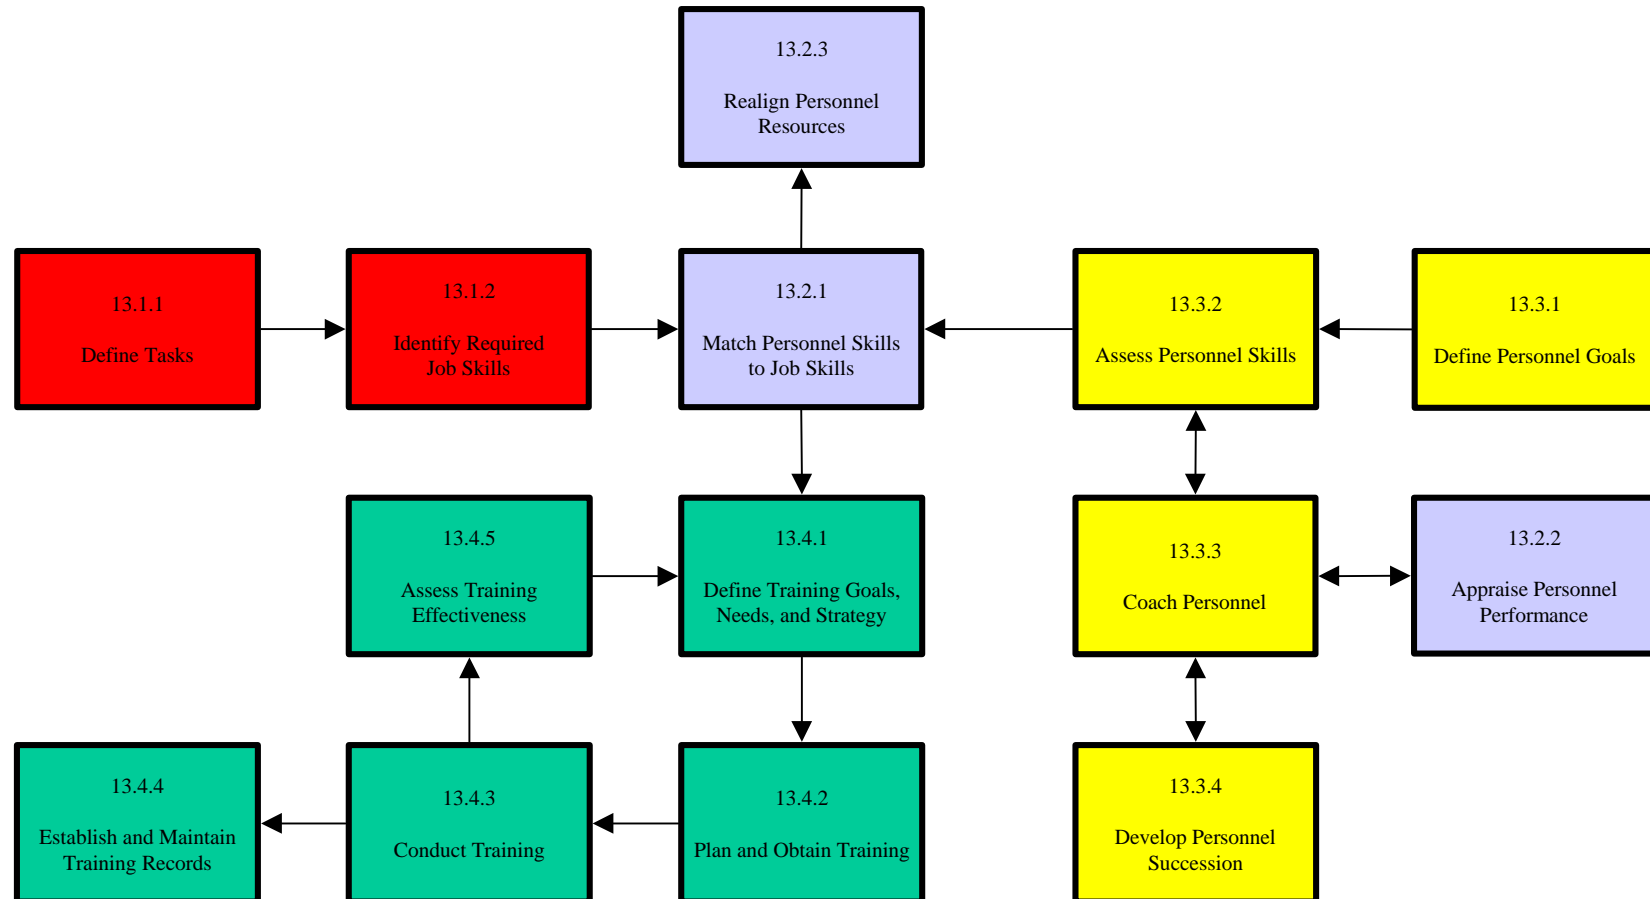 13.2.3
Realign Personnel
Resources
13.1.1
Define Tasks
13.1.2
Identify Required
Job Skills
13.2.1
Match Personnel Skills
to Job Skills
13.3.2
Assess Personnel Skills
13.3.1
Define Personnel Goals
13.4.5
Assess Training
Effectiveness
13.4.1
Define Training Goals,
Needs, and Strategy
13.3.3
Coach Personnel
13.2.2
Appraise Personnel
Performance
13.4.4
Establish and Maintain
Training Records
13.4.3
Conduct Training
13.4.2
Plan and Obtain Training
13.3.4
Develop Personnel
Succession